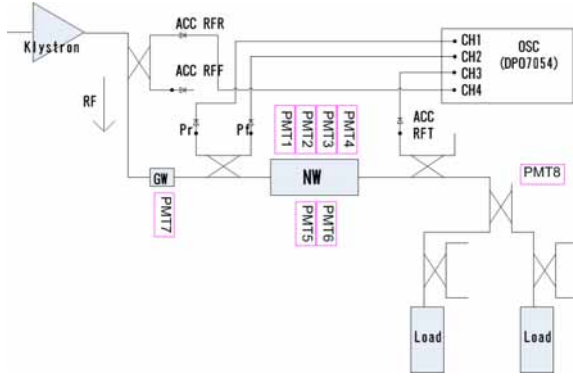 Klystron
ACC RFR
ACC RFF
RF
CH1
CH2
CH3
CH4
OSC
(DPO7054)
Pr
Pf
ACC
RFT
PMT1
PMT2
PMT3
PMT4
GW
NW
PMT7
PMT5
PMT6
PMT8
Load
Load